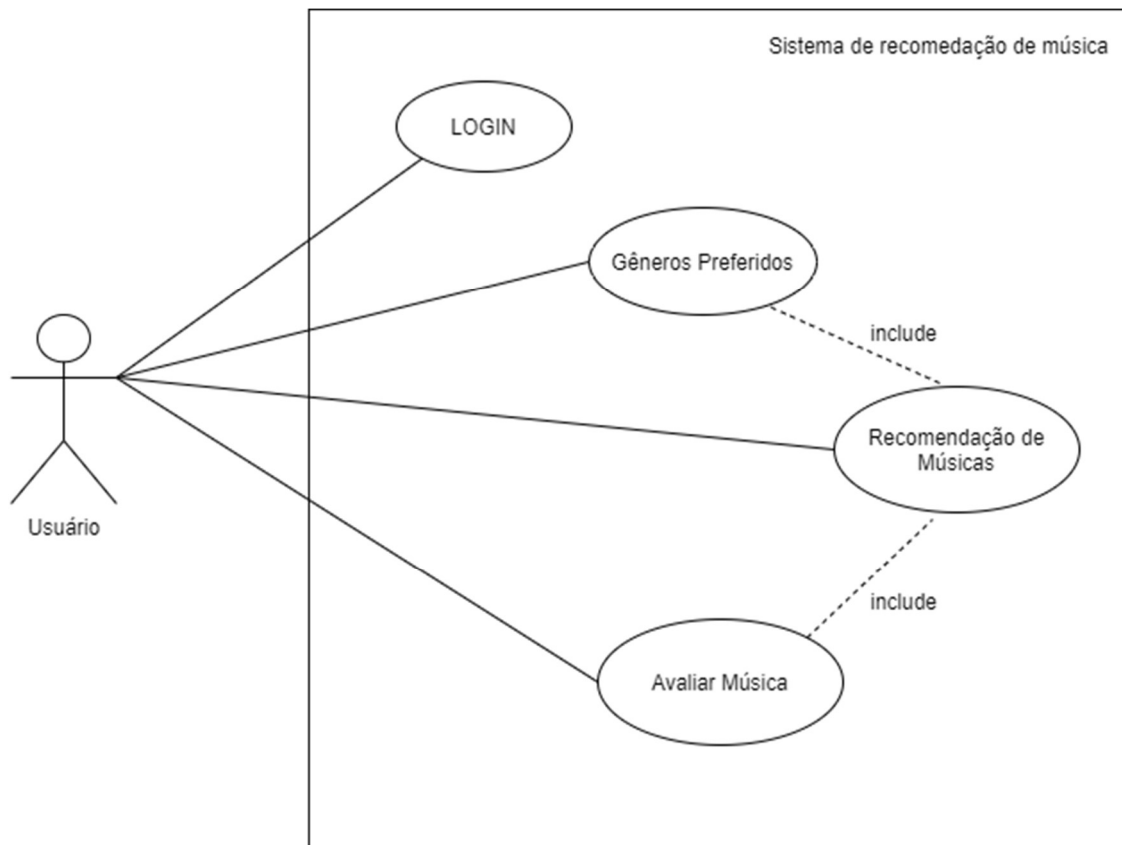 Sistema de recomedação de música
LOGIN
Gêneros Preferidos
include
Recomendação de
Músicas
Usuário
include
Avaliar Música